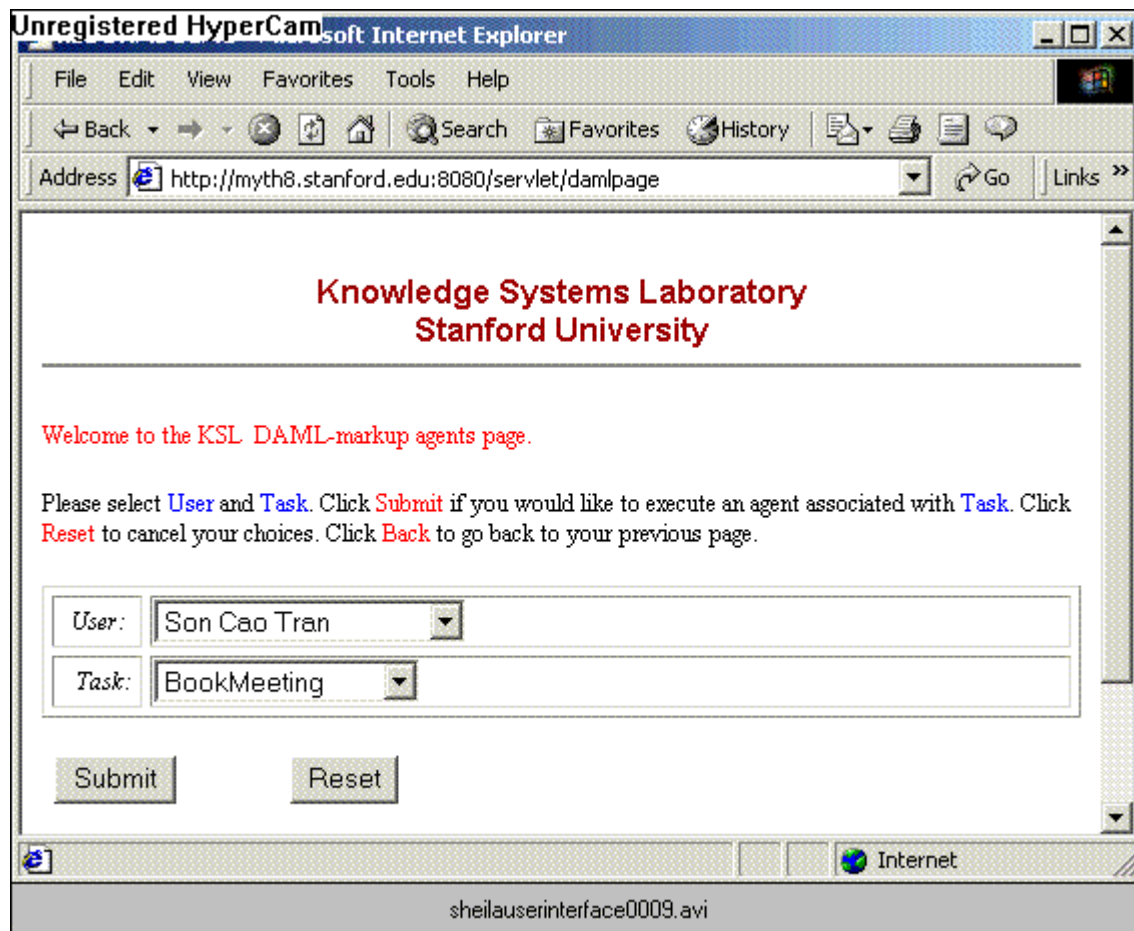 Unregistered HyperCam
soft Internet Explorer
File Edit View Favorites Tools Help
Back Search Favorites History
Address http://myth8.stanford.edu:8080/servlet/damlpage Go Links »
Knowledge Systems Laboratory
Stanford University
Welcome to the KSL DAML-markup agents page.
Please select User and Task. Click Submit if you would like to execute an agent associated with Task. Click
Reset to cancel your choices. Click Back to go back to your previous page.
User: Son Cao Tran
Task: BookMeeting
Submit Reset
Internet
sheilauserinterface0009.avi